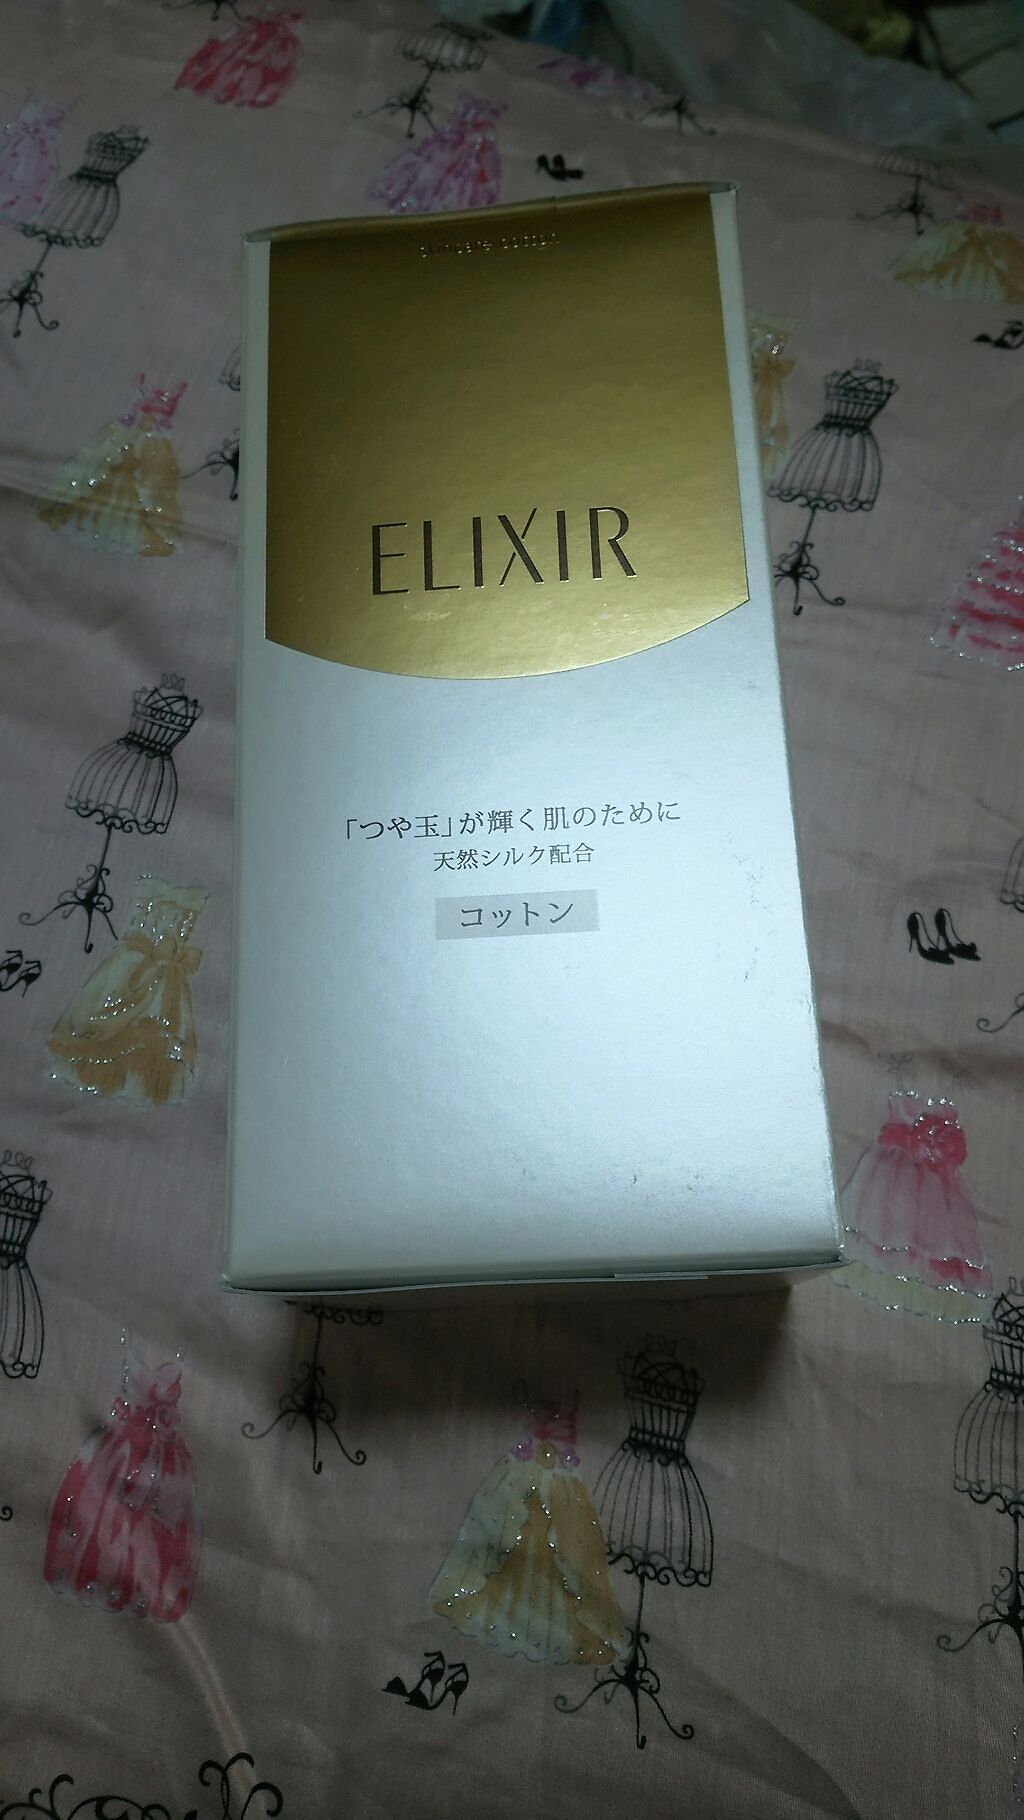 skincare cotton
ELIXIR
「つや玉」が輝く肌のために
天然シルク配合
コットン